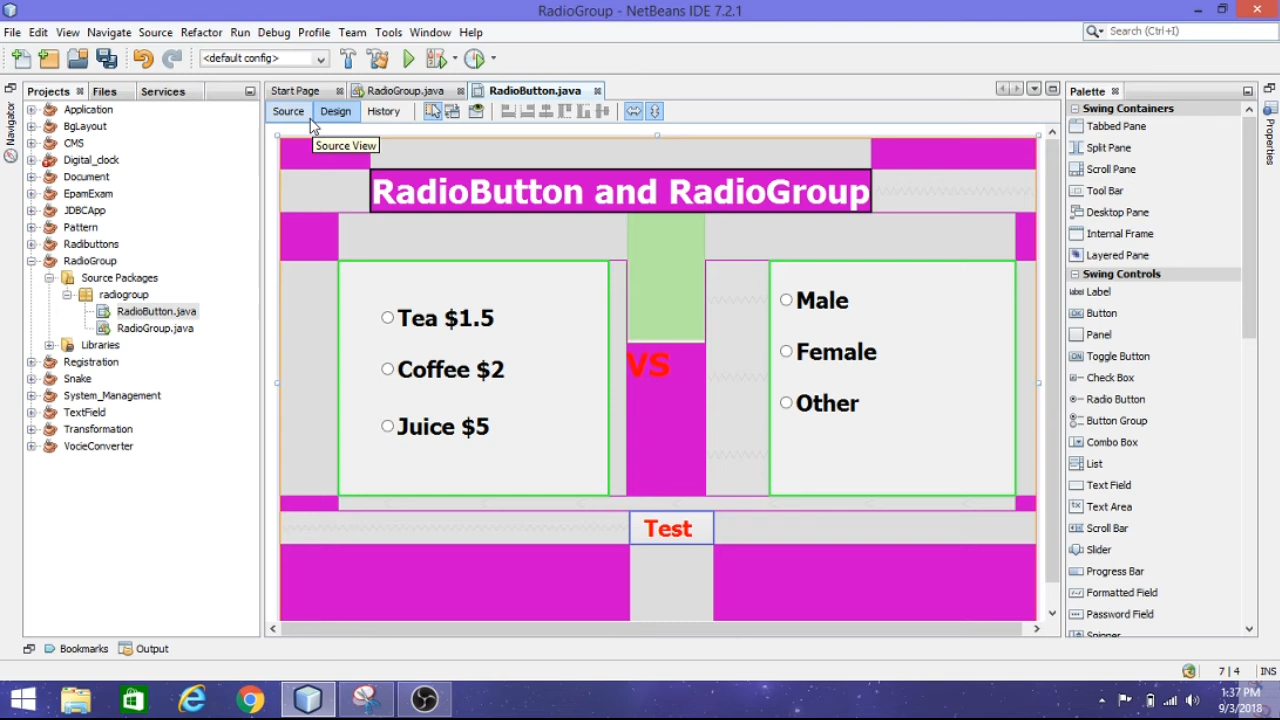 RadioGroup - NetBeans IDE 7.2.1
File Edit View Navigate Source Refactor Run Debug Profile Team Tools Window Help
Search (Ctrl+I)
<default config>
Projects Files Services
Start Page RadioGroup.java RadioButton.java
Palette
Navigator
Properties
Source Design History
Source View
Application
BgLayout
CMS
Digital_clock
Document
EpamExam
JDBCApp
Pattern
Radibuttons
RadioGroup
Source Packages
radiogroup
RadioButton.java
RadioGroup.java
Libraries
Registration
Snake
System_Management
TextField
Transformation
VocieConverter
RadioButton and RadioGroup
Tea $1.5
Coffee $2
Juice $5
VS
Male
Female
Other
Test
Swing Containers
Tabbed Pane
Split Pane
Scroll Pane
Tool Bar
Desktop Pane
Internal Frame
Layered Pane
Swing Controls
label Label
OK Button
Panel
ON Toggle Button
Check Box
Radio Button
Button Group
Combo Box
List
Text Field
Text Area
Scroll Bar
Slider
Progress Bar
Formatted Field
Password Field
Spinner
Bookmarks Output
7 | 4 INS
1:37 PM
9/3/2018